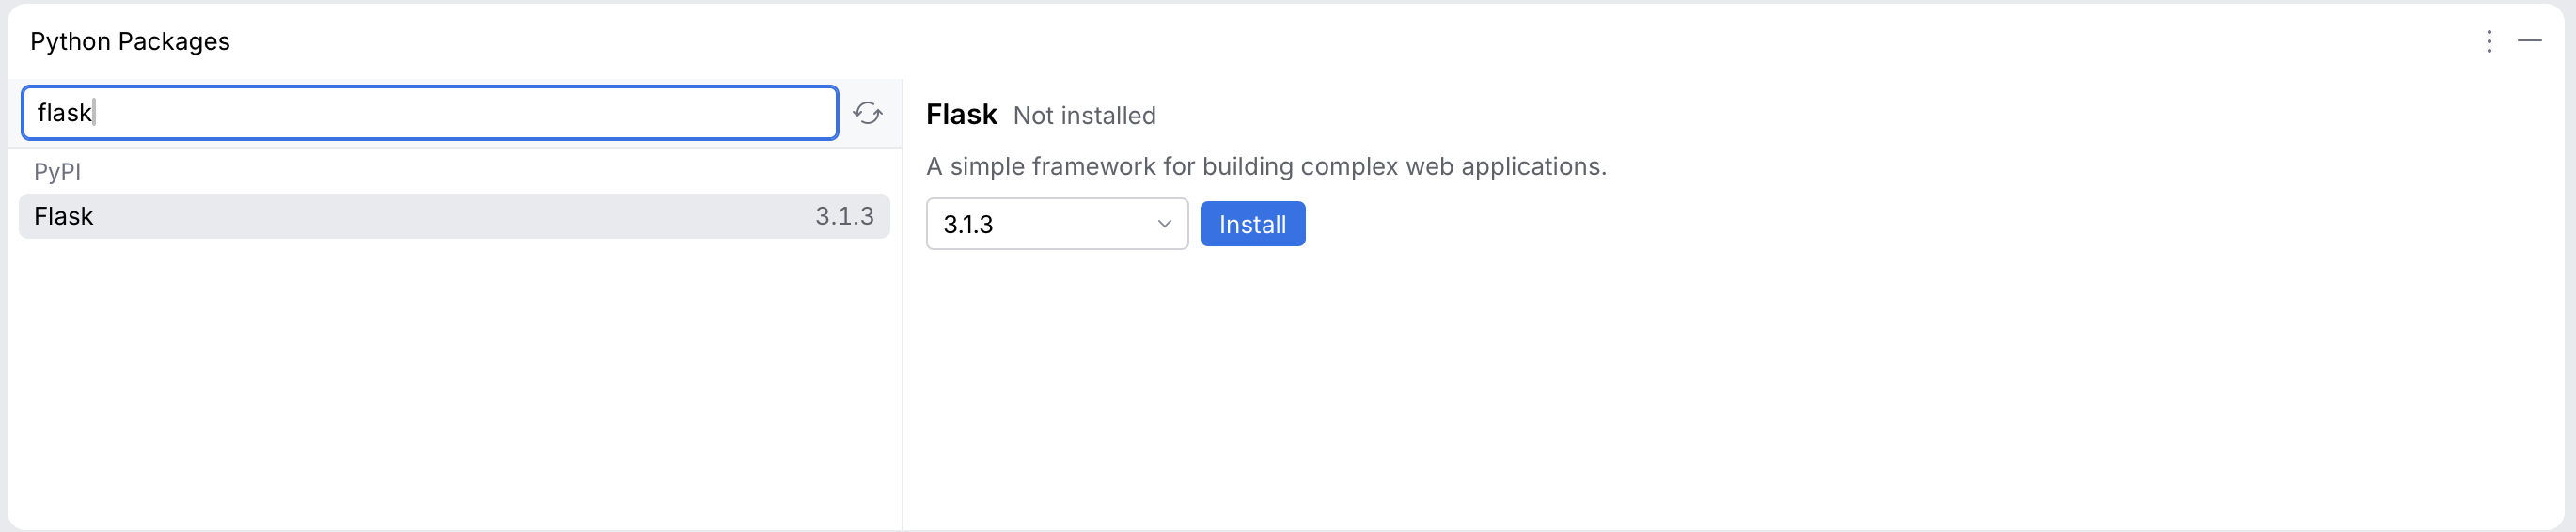 Python Packages
flask
PyPI
Flask 3.1.3
Flask Not installed
A simple framework for building complex web applications.
3.1.3 Install